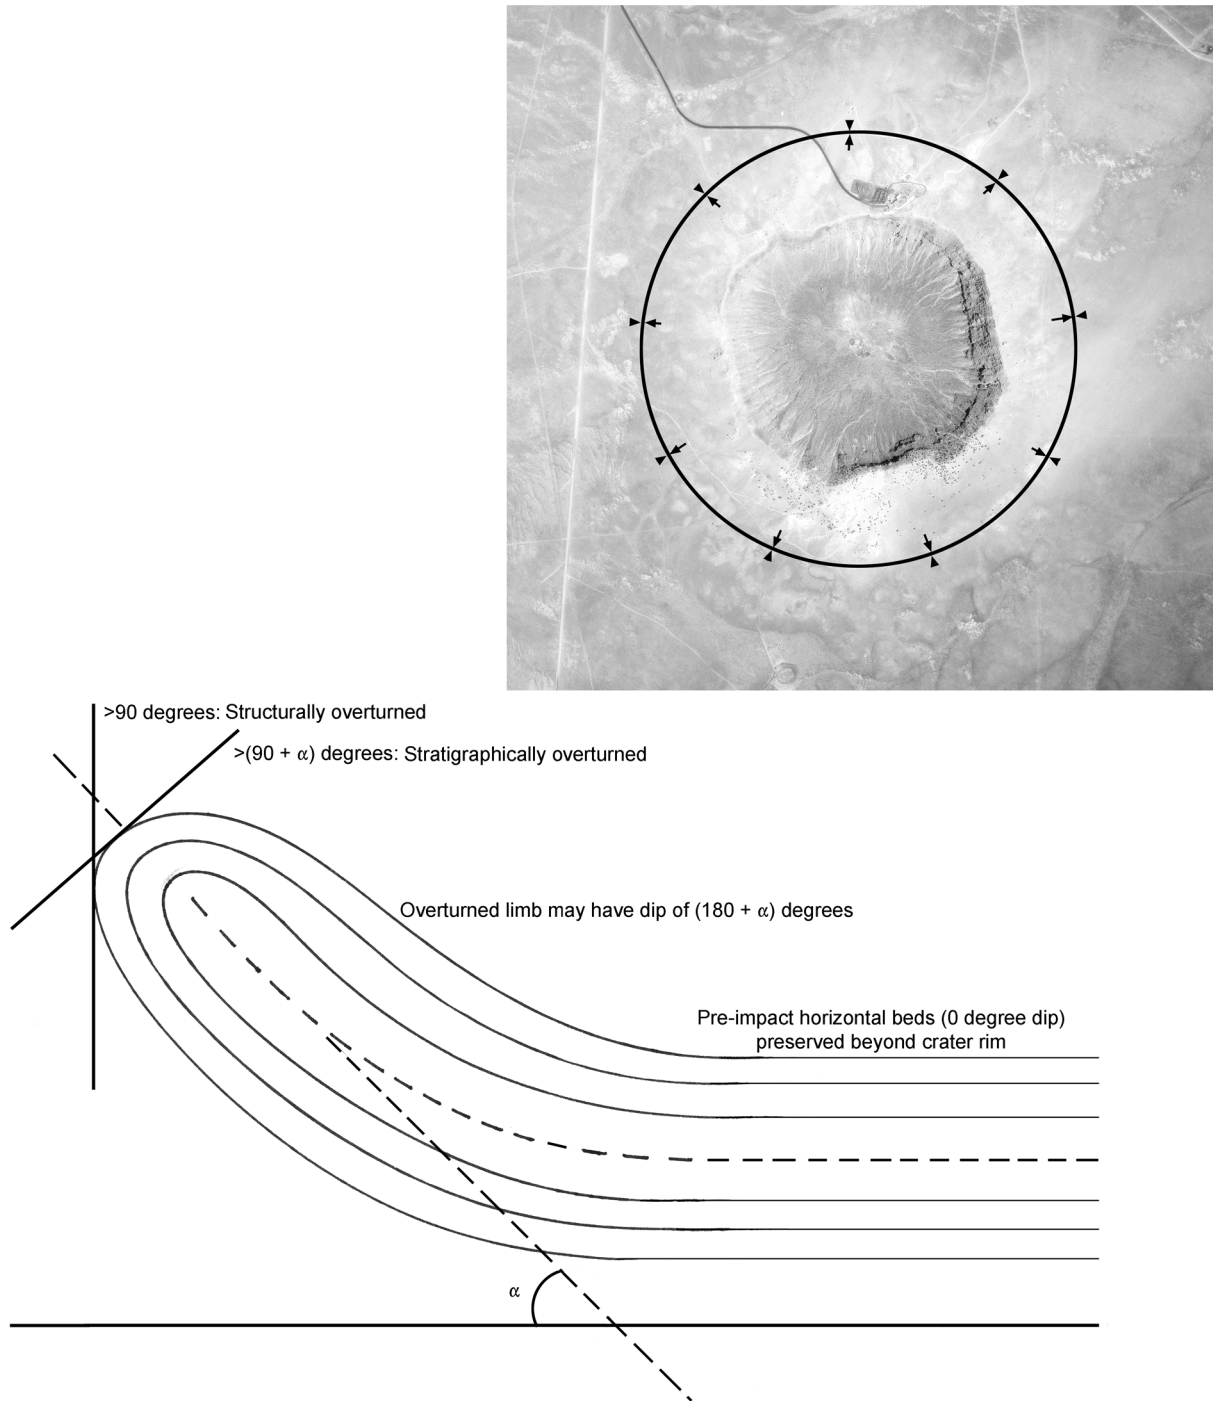 >90 degrees: Structurally overturned
>(90 + α) degrees: Stratigraphically overturned
Overturned limb may have dip of (180 + α) degrees
Pre-impact horizontal beds (0 degree dip)
preserved beyond crater rim
α